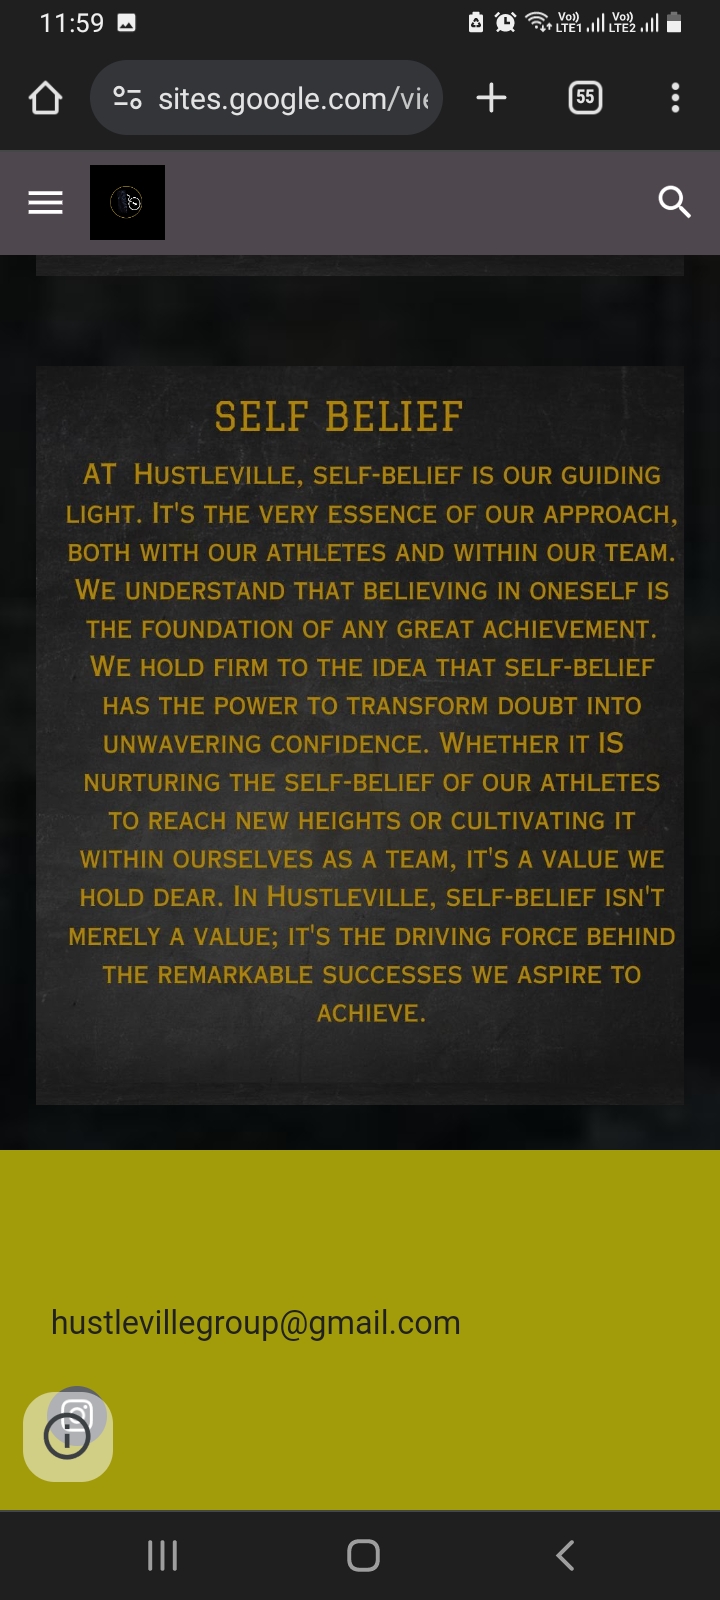 11:59
Vo)) LTE1 Vo)) LTE2
sites.google.com/vie
55
SELF BELIEF
AT Hustleville, self-belief is our guiding
light. It's the very essence of our approach,
both with our athletes and within our team.
We understand that believing in oneself is
the foundation of any great achievement.
We hold firm to the idea that self-belief
has the power to transform doubt into
unwavering confidence. Whether it IS
nurturing the self-belief of our athletes
to reach new heights or cultivating it
within ourselves as a team, it's a value we
hold dear. In Hustleville, self-belief isn't
merely a value; it's the driving force behind
the remarkable successes we aspire to
achieve.
hustlevillegroup@gmail.com